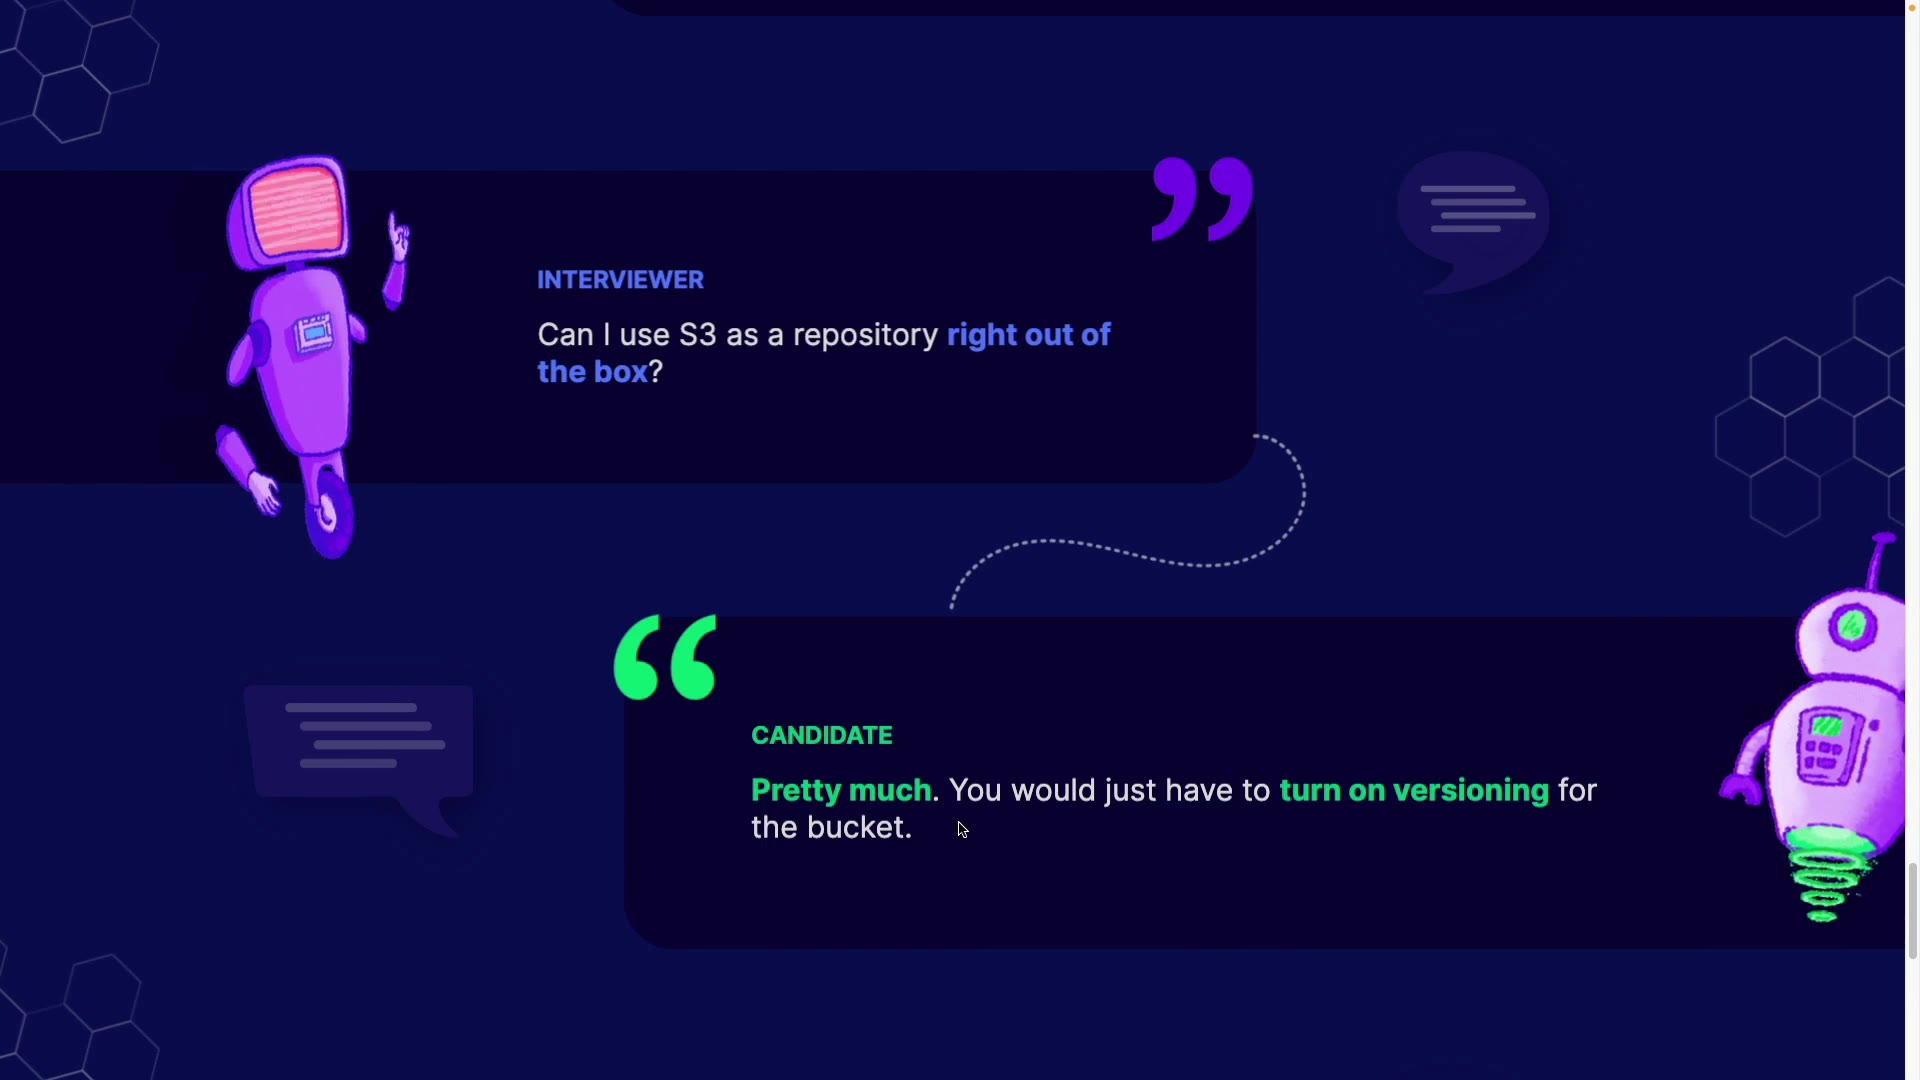 INTERVIEWER
Can I use S3 as a repository right out of
the box?
CANDIDATE
Pretty much. You would just have to turn on versioning for
the bucket.